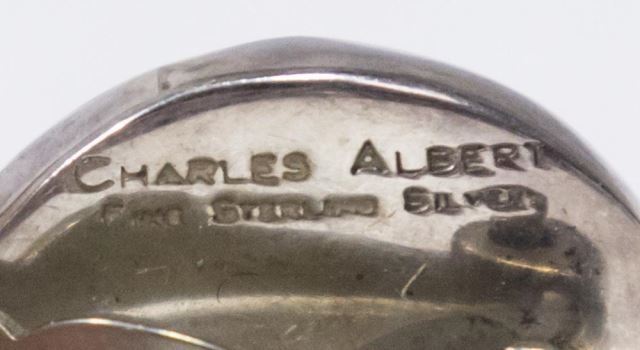 CHARLES ALBERT
FINE STERLING SILVER